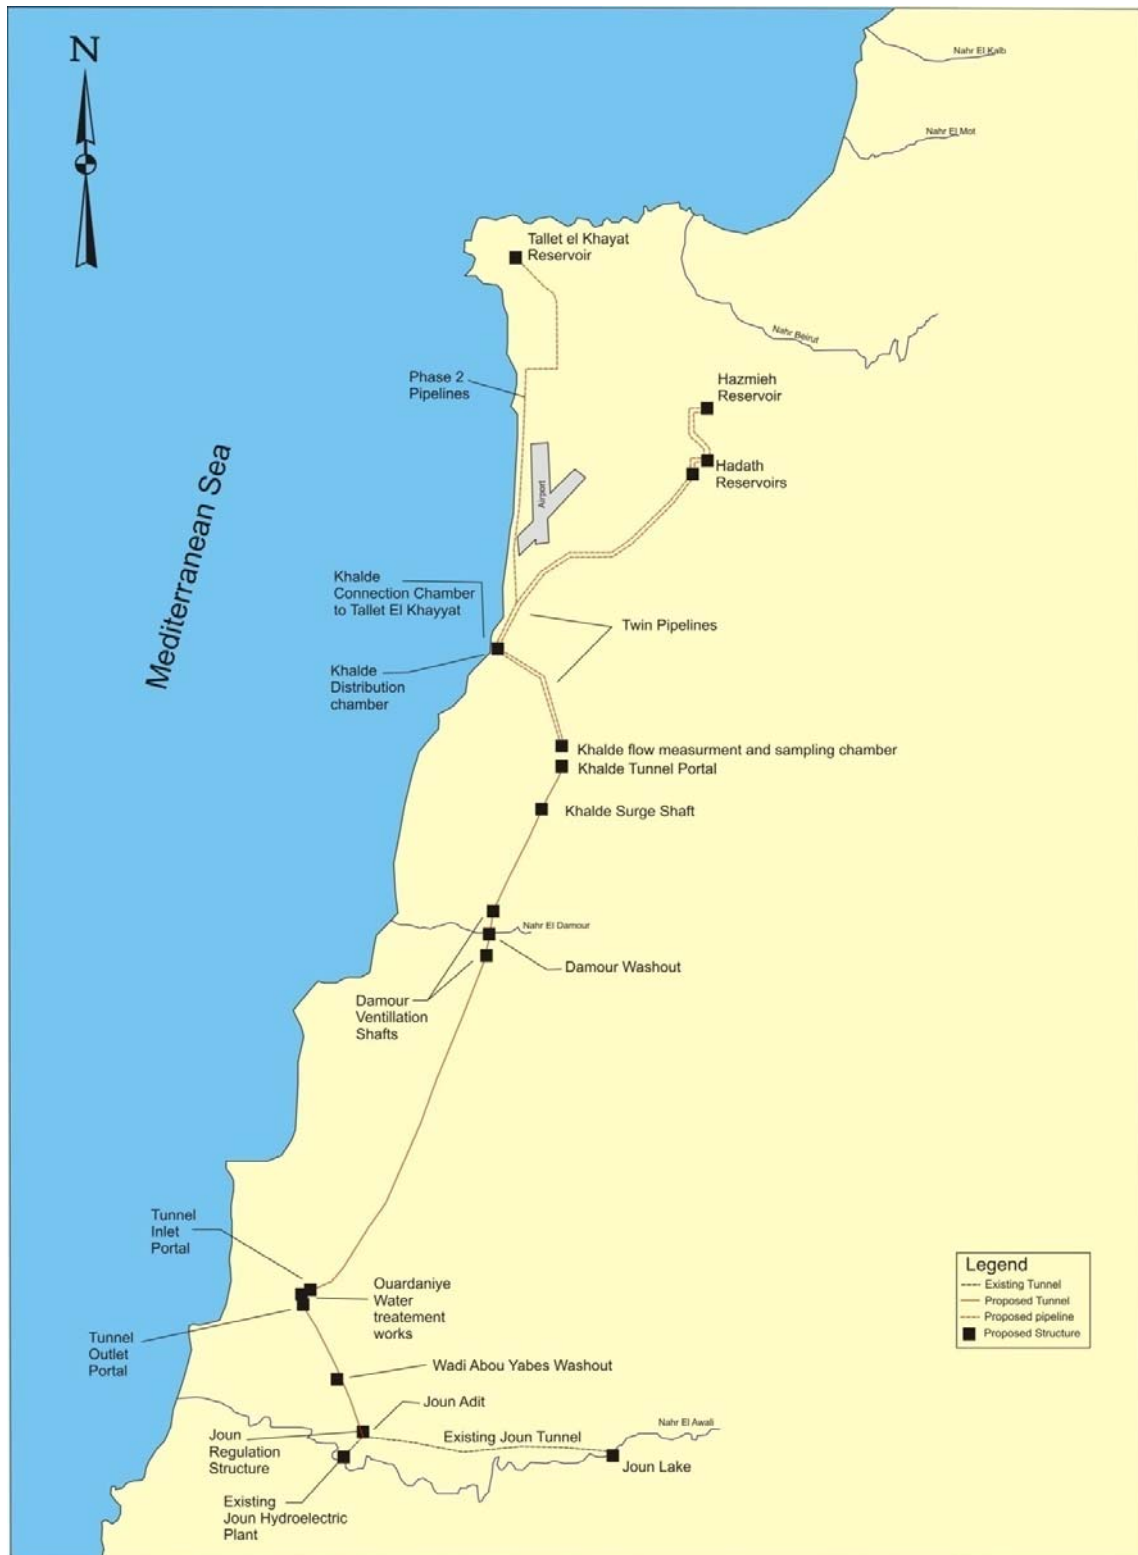 N
Nahr El Kalb
Nahr El Mot
Tallet el Khayat
Reservoir
Nahr Beirut
Phase 2
Pipelines
Hazmieh
Reservoir
Hadath
Reservoirs
Airport
Mediterranean Sea
Khalde
Connection Chamber
to Tallet El Khayyat
Twin Pipelines
Khalde
Distribution
chamber
Khalde flow measurment and sampling chamber
Khalde Tunnel Portal
Khalde Surge Shaft
Nahr El Damour
Damour Washout
Damour
Ventillation
Shafts
Tunnel
Inlet
Portal
Ouardaniye
Water
treatement
works
Tunnel
Outlet
Portal
Wadi Abou Yabes Washout
Joun Adit
Nahr El Awali
Existing Joun Tunnel
Joun
Regulation
Structure
Joun Lake
Existing
Joun Hydroelectric
Plant
Legend
Existing Tunnel
Proposed Tunnel
Proposed pipeline
Proposed Structure